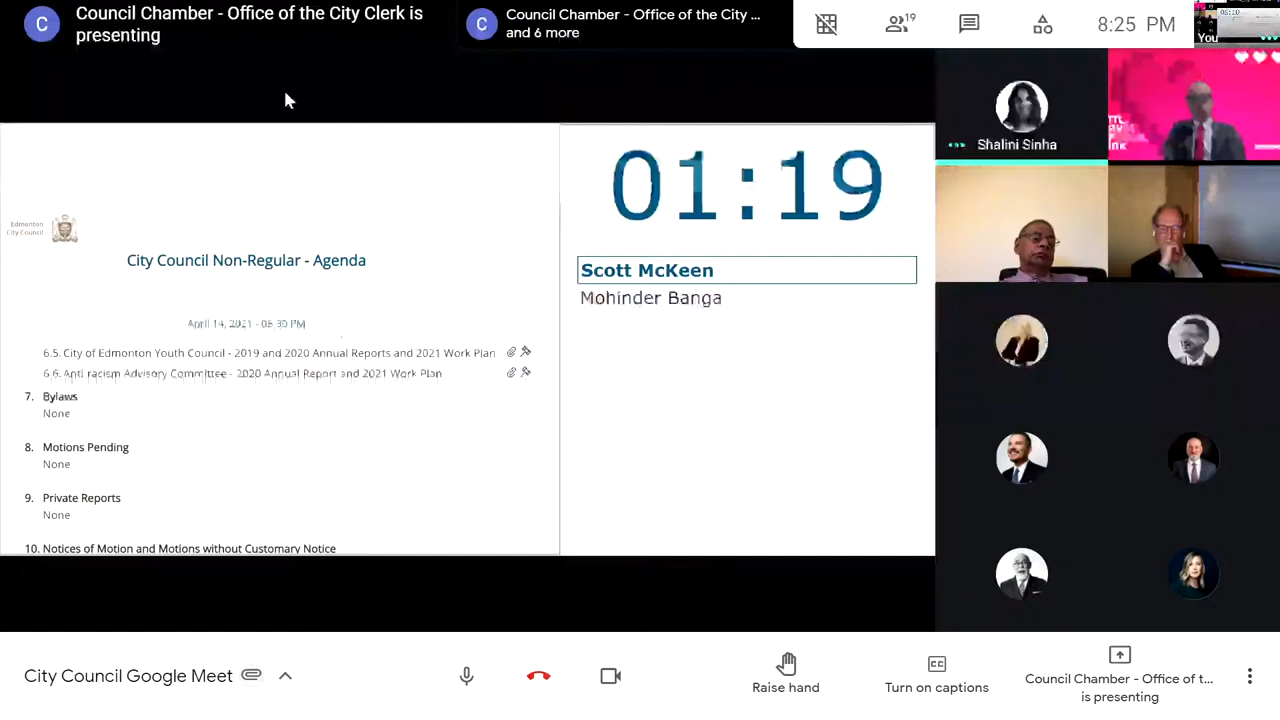 Council Chamber - Office of the City Clerk is
presenting
C
C
Council Chamber - Office of the City ...
and 6 more
19
8:25 PM
You
Shalini Sinha
01:19
Scott McKeen
Mohinder Banga
Edmonton
City Council
City Council Non-Regular - Agenda
April 14, 2021 - 05:30 PM
6.5. City of Edmonton Youth Council - 2019 and 2020 Annual Reports and 2021 Work Plan
6.6. Anti racism Advisory Committee - 2020 Annual Report and 2021 Work Plan
7. Bylaws
None
8. Motions Pending
None
9. Private Reports
None
10. Notices of Motion and Motions without Customary Notice
City Council Google Meet
Raise hand
CC
Turn on captions
Council Chamber - Office of t...
is presenting